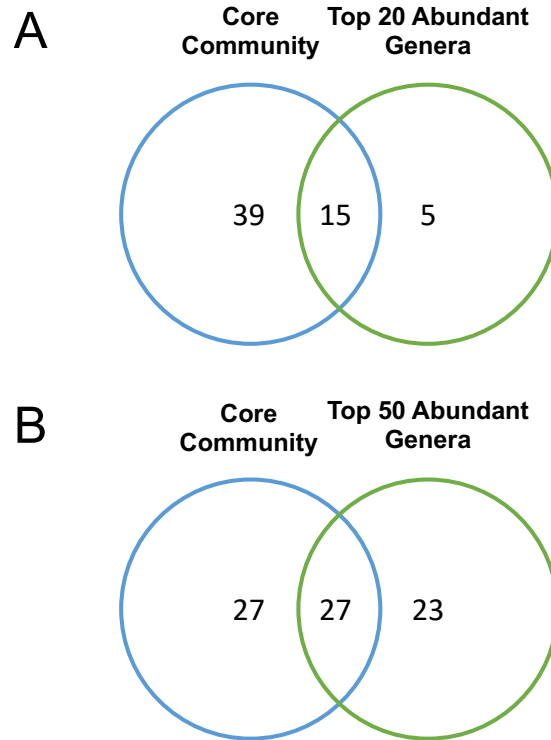 A
Core
Community
Top 20 Abundant
Genera
39
15
5
B
Core
Community
Top 50 Abundant
Genera
27
27
23